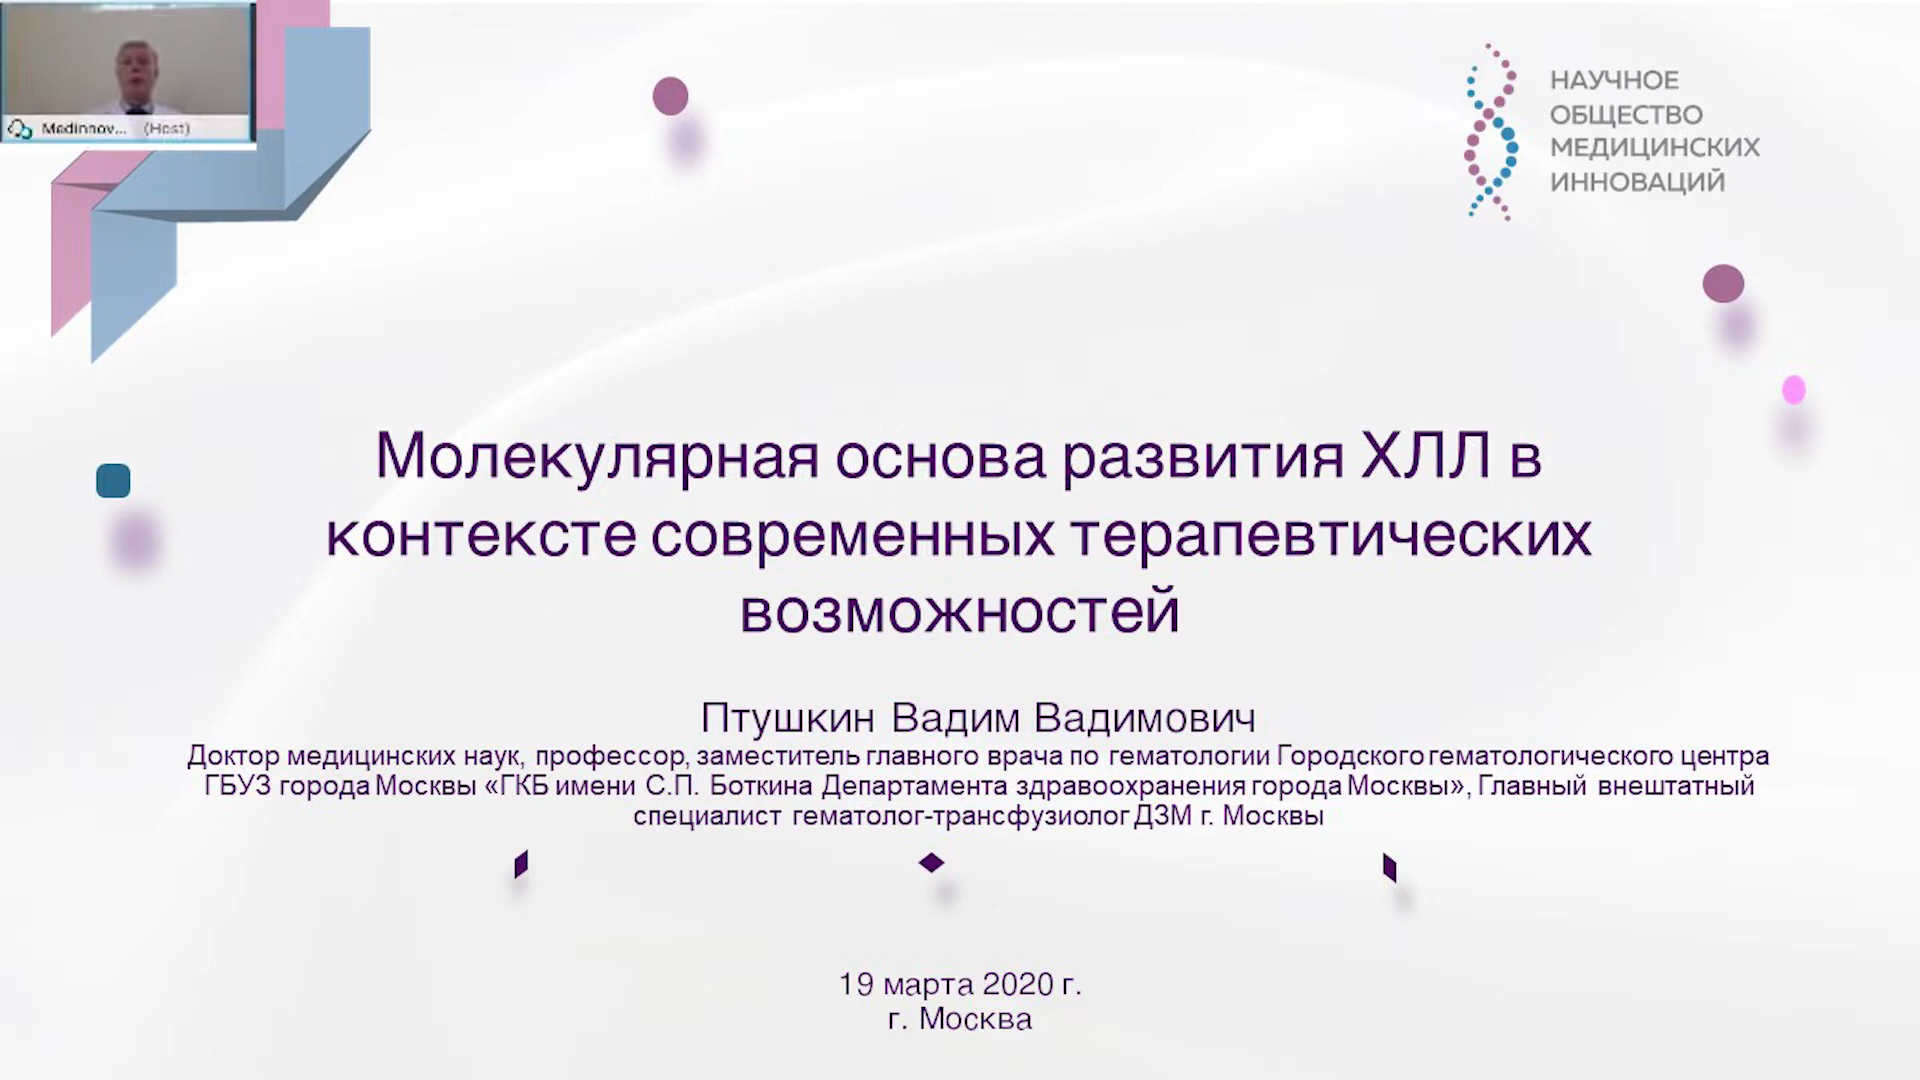 Medinnov... (Host)
НАУЧНОЕ
ОБЩЕСТВО
МЕДИЦИНСКИХ
ИННОВАЦИЙ
Молекулярная основа развития ХЛЛ в
контексте современных терапевтических
возможностей
Птушкин Вадим Вадимович
Доктор медицинских наук, профессор, заместитель главного врача по гематологии Городского гематологического центра
ГБУЗ города Москвы «ГКБ имени С.П. Боткина Департамента здравоохранения города Москвы», Главный внештатный
специалист гематолог-трансфузиолог ДЗМ г. Москвы
19 марта 2020 г.
г. Москва